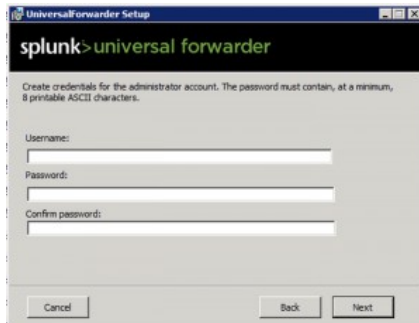 UniversalForwarder Setup
splunk>universal forwarder
Create credentials for the administrator account. The password must contain, at a minimum,
8 printable ASCII characters.
Username:
Password:
Confirm password:
Cancel Back Next